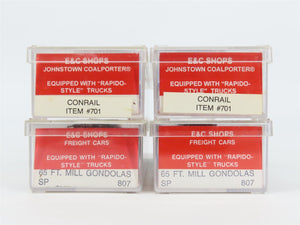 E&C SHOPS
JOHNSTOWN COALPORTER®
EQUIPPED WITH "RAPIDO-
STYLE" TRUCKS
CONRAIL
ITEM #701
E&C SHOPS
JOHNSTOWN COALPORTER®
EQUIPPED WITH "RAPIDO-
STYLE" TRUCKS
CONRAIL
ITEM #701
E&C SHOPS
FREIGHT CARS
EQUIPPED WITH "RAPIDO-
STYLE" TRUCKS
65 FT. MILL GONDOLAS
SP 807
E&C SHOPS
FREIGHT CARS
EQUIPPED WITH "RAPIDO-
STYLE" TRUCKS
65 FT. MILL GONDOLAS
SP 807